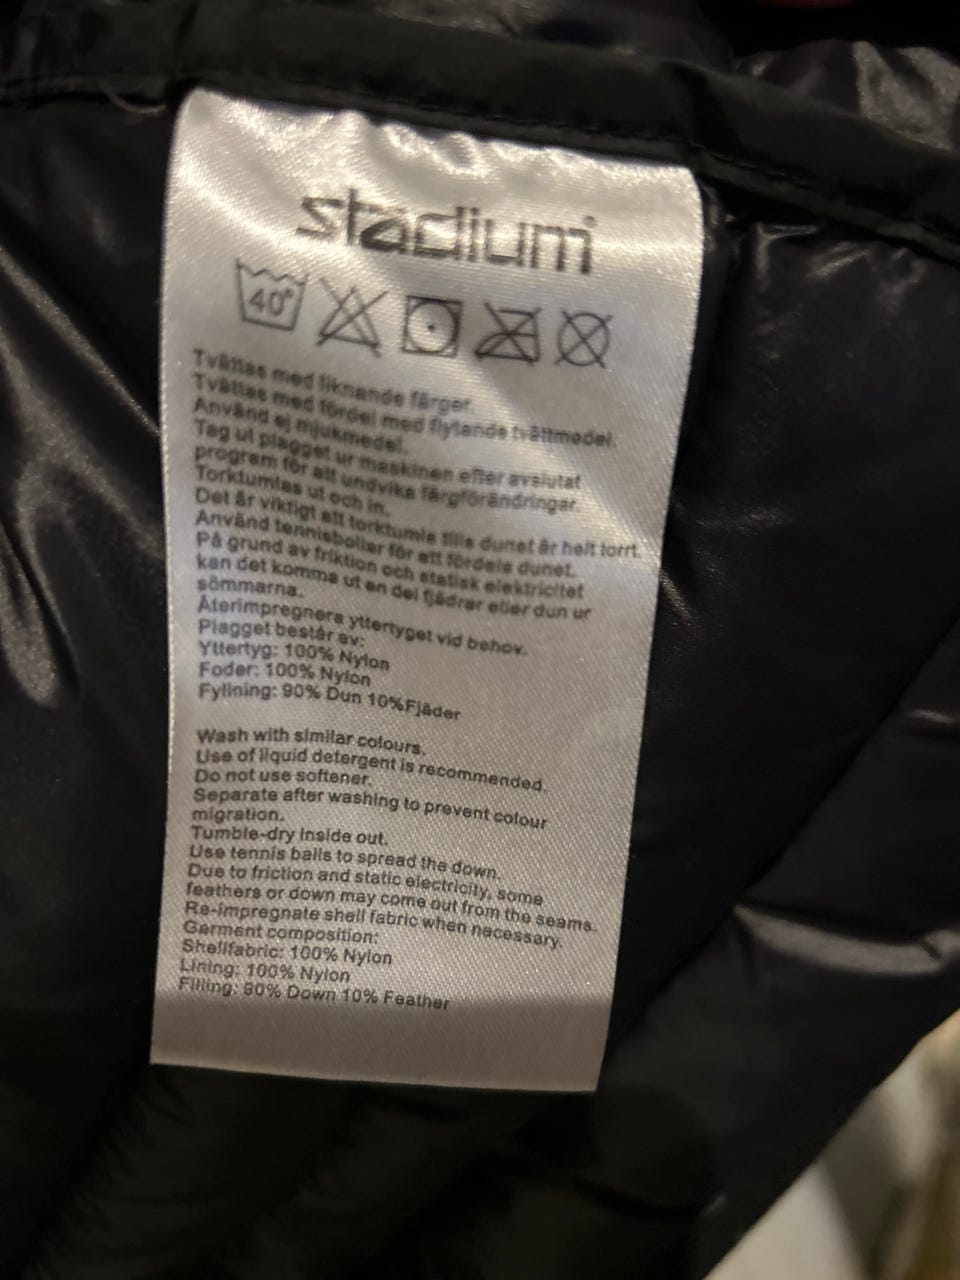 stadium
40°
Tvättas med liknande färger.
Tvättas med fördel med flytande tvättmedel.
Använd ej mjukmedel.
Tag ut plagget ur maskinen efter avslutat
program för att undvika färgförändringar.
Torktumlas ut och in.
Det är viktigt att torktumla tills dunet är helt torrt.
Använd tennisbollar för att fördela dunet.
På grund av friktion och statisk elektricitet
kan det komma ut en del fjädrar eller dun ur
sömmarna.
Återimpregnera yttertyget vid behov.
Plagget består av:
Yttertyg: 100% Nylon
Foder: 100% Nylon
Fyllning: 90% Dun 10%Fjäder
Wash with similar colours.
Use of liquid detergent is recommended.
Do not use softener.
Separate after washing to prevent colour
migration.
Tumble-dry inside out.
Use tennis balls to spread the down.
Due to friction and static electricity, some
feathers or down may come out from the seams.
Re-impregnate shell fabric when necessary.
Garment composition:
Shellfabric: 100% Nylon
Lining: 100% Nylon
Filling: 90% Down 10% Feather